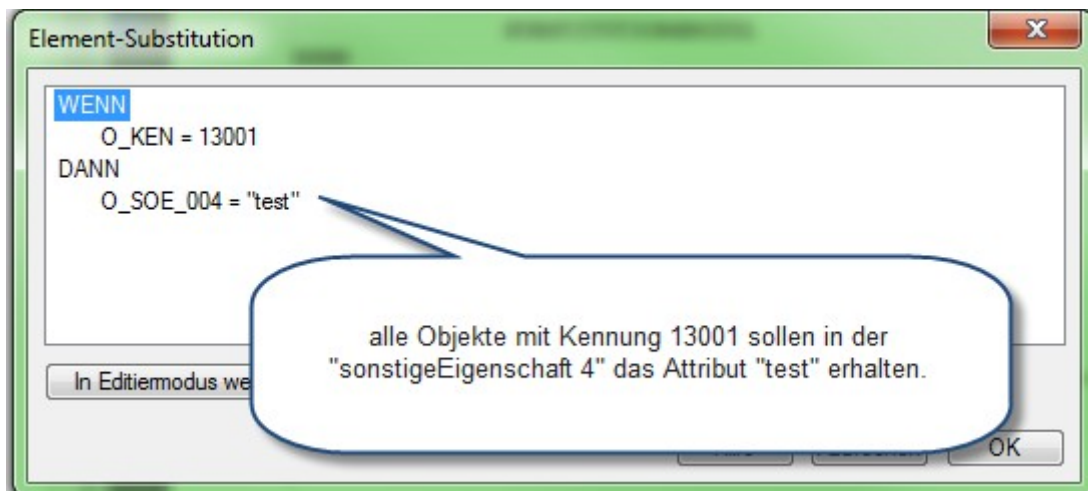 Element-Substitution
WENN
O_KEN = 13001
DANN
O_SOE_004 = "test"
alle Objekte mit Kennung 13001 sollen in der
"sonstigeEigenschaft 4" das Attribut "test" erhalten.
In Editiermodus we
OK